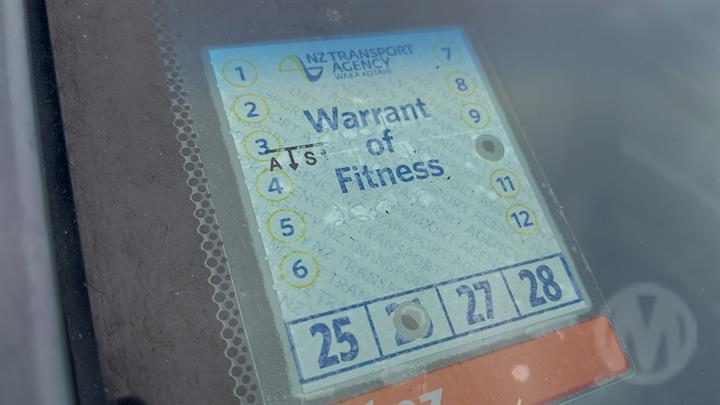 NZ TRANSPORT
AGENCY
WAKA KOTAHI
Warrant
of
Fitness
1
2
3
4
5
6
7
8
9
11
12
A↓S
25
27
28
M